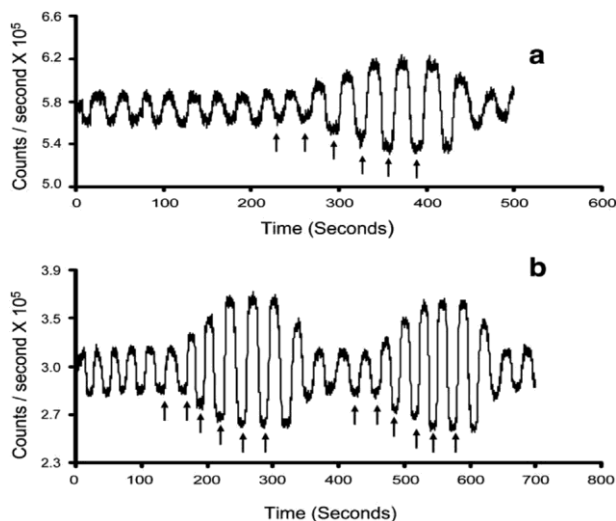 a
Counts / second X 10⁵
6.6
6.2
5.8
5.4
5.0
0 100 200 300 400 500 600
Time (Seconds)
b
Counts / second X 10⁵
3.9
3.5
3.0
2.7
2.3
0 100 200 300 400 500 600 700 800
Time (Seconds)